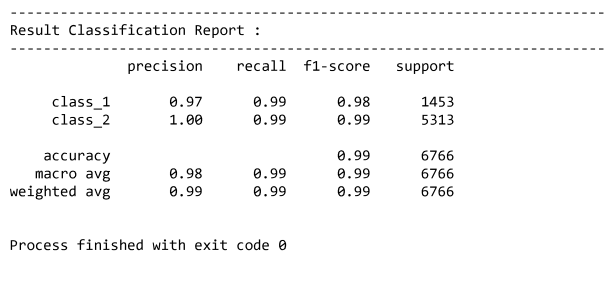 --------------------------------------------------------------------------
Result Classification Report :
--------------------------------------------------------------------------
precision recall f1-score support
class_1 0.97 0.99 0.98 1453
class_2 1.00 0.99 0.99 5313
accuracy 0.99 6766
macro avg 0.98 0.99 0.99 6766
weighted avg 0.99 0.99 0.99 6766
Process finished with exit code 0